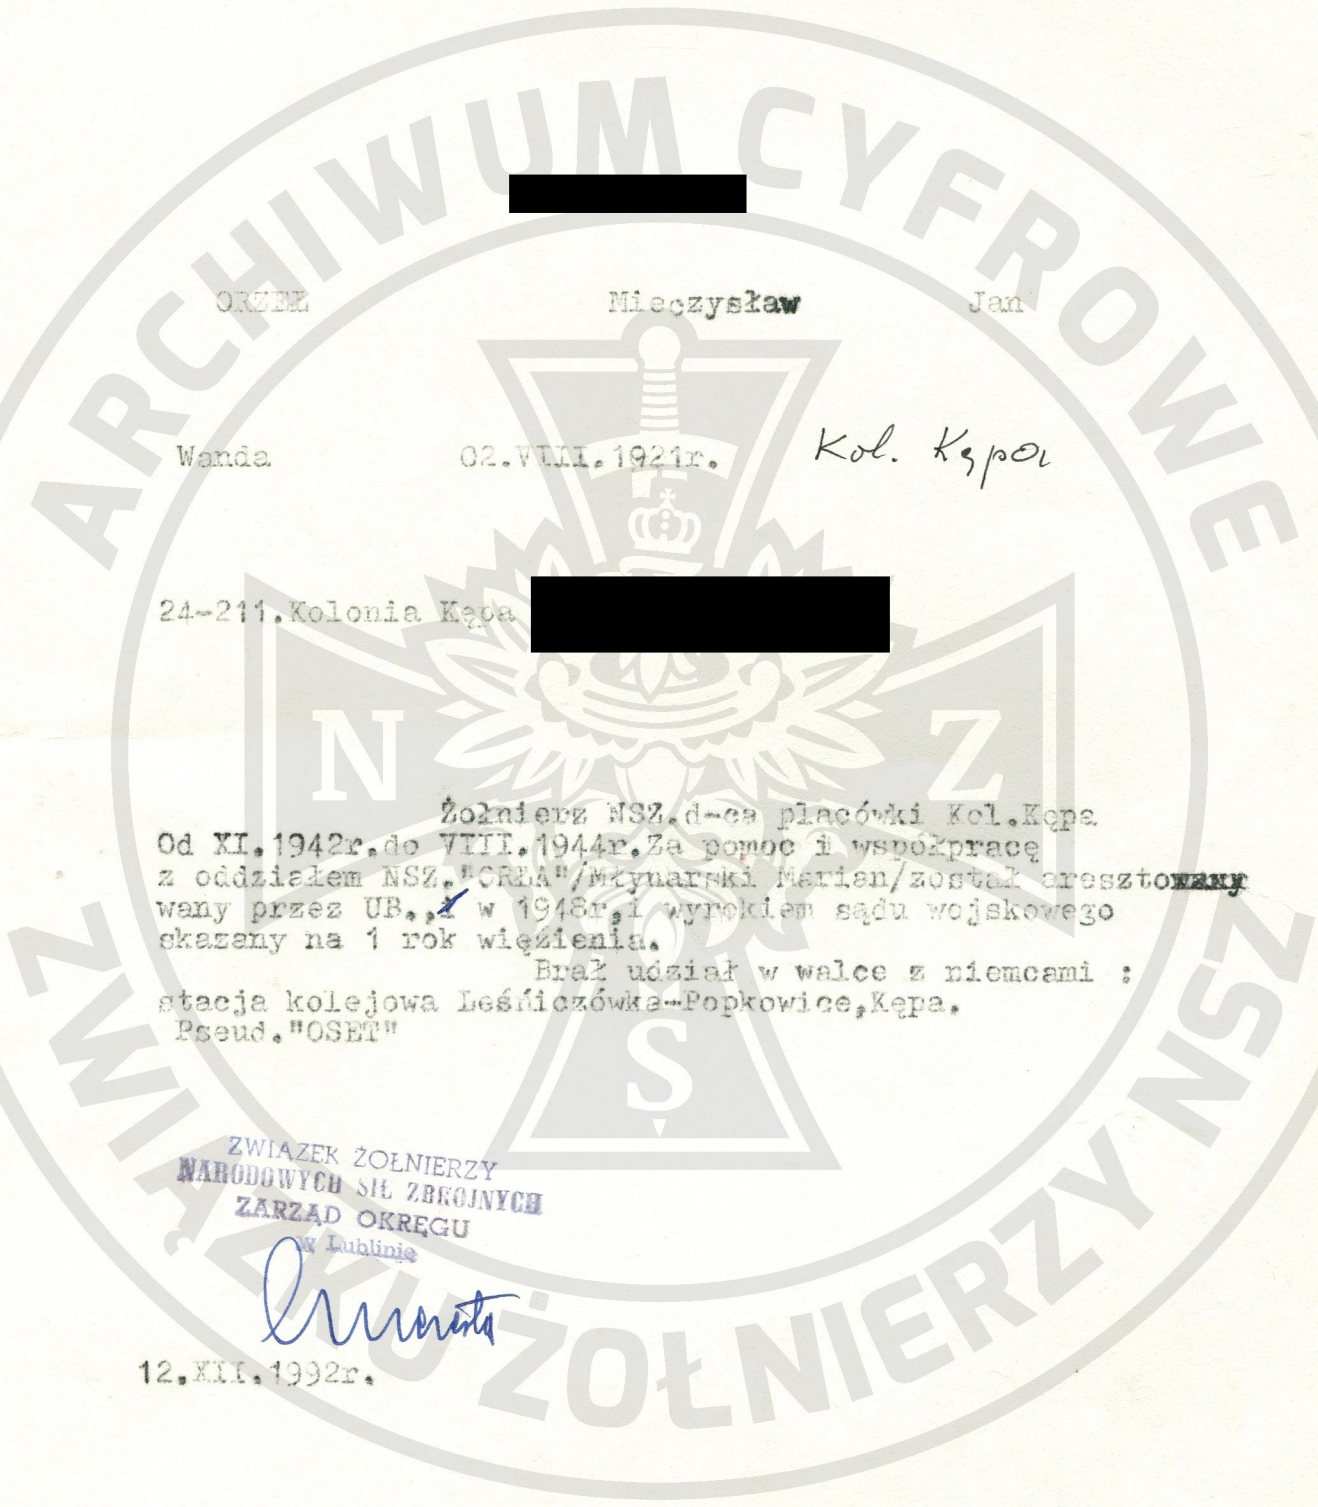 ARCHIWUM CYFROWE
ZWIĄZKU ŻOŁNIERZY NSZ
ORZEŁ Mieczysław Jan
Wanda 02.VIII.1921r. Kol. Kępa
24-211.Kolonia Kępa
N Z
Żołnierz NSZ.d-ca placówki Kol.Kępa
Od XI.1942r.do VIII.1944r.Za pomoc i współpracę
z oddziałem NSZ."ORŁA"/Młynarski Marian/został areszto
wany przez UB., w 1948r,i wyrokiem sądu wojskowego
skazany na 1 rok więzienia.
Brał udział w walce z niemcami :
stacja kolejowa Leśniczówka-Popkowice,Kępa.
Pseud."OSET"
S
ZWIĄZEK ŻOŁNIERZY
NARODOWYCH SIŁ ZBROJNYCH
ZARZĄD OKRĘGU
w Lublinie
12.XII.1992r.